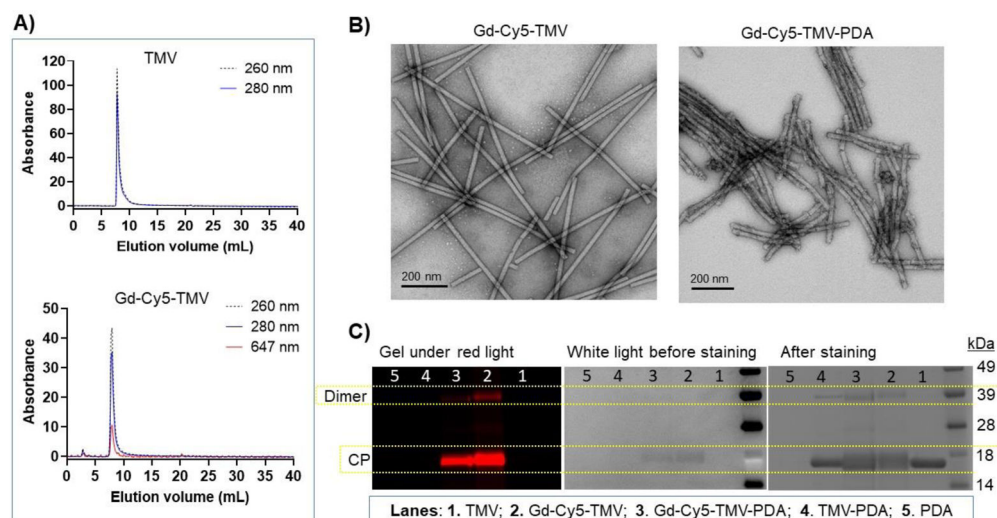 A)
TMV
120
100
80
60
40
20
0
Absorbance
260 nm
280 nm
0 5 10 15 20 25 30 35 40
Elution volume (mL)
Gd-Cy5-TMV
50
40
30
20
10
0
Absorbance
260 nm
280 nm
647 nm
0 5 10 15 20 25 30 35 40
Elution volume (mL)
B)
Gd-Cy5-TMV
200 nm
Gd-Cy5-TMV-PDA
200 nm
C)
Gel under red light
White light before staining
After staining
kDa
5 4 3 2 1
5 4 3 2 1
5 4 3 2 1
49
Dimer
39
28
CP
18
14
Lanes: 1. TMV; 2. Gd-Cy5-TMV; 3. Gd-Cy5-TMV-PDA; 4. TMV-PDA; 5. PDA